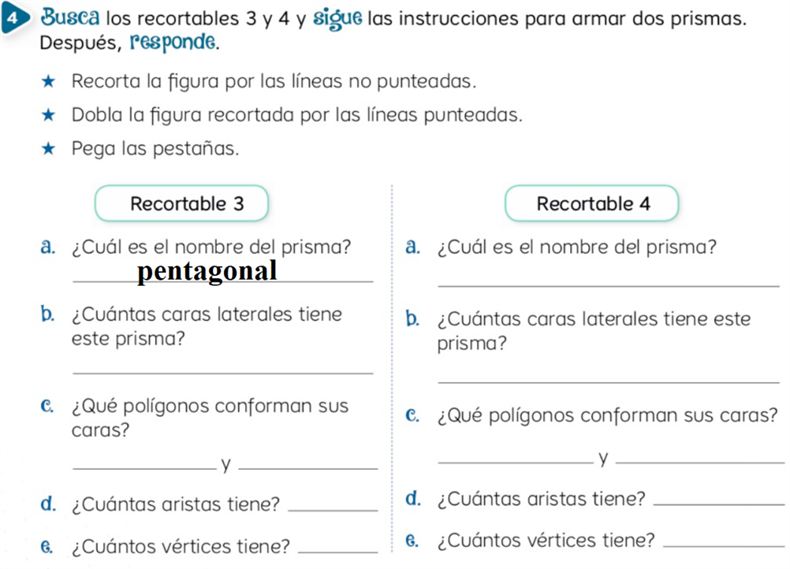 4 Busca los recortables 3 y 4 y sigue las instrucciones para armar dos prismas.
Después, responde.
★ Recorta la figura por las líneas no punteadas.
★ Dobla la figura recortada por las líneas punteadas.
★ Pega las pestañas.
Recortable 3
a. ¿Cuál es el nombre del prisma?
pentagonal
b. ¿Cuántas caras laterales tiene
este prisma?
c. ¿Qué polígonos conforman sus
caras?
y
d. ¿Cuántas aristas tiene?
e. ¿Cuántos vértices tiene?
Recortable 4
a. ¿Cuál es el nombre del prisma?
b. ¿Cuántas caras laterales tiene este
prisma?
c. ¿Qué polígonos conforman sus caras?
y
d. ¿Cuántas aristas tiene?
e. ¿Cuántos vértices tiene?